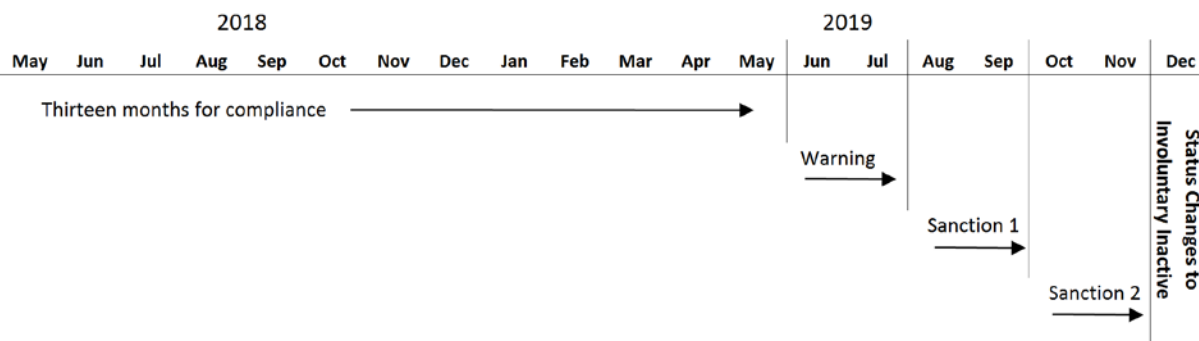 2018 2019
May Jun Jul Aug Sep Oct Nov Dec Jan Feb Mar Apr May Jun Jul Aug Sep Oct Nov Dec
Thirteen months for compliance
Warning
Sanction 1
Sanction 2
Status Changes to
Involuntary Inactive